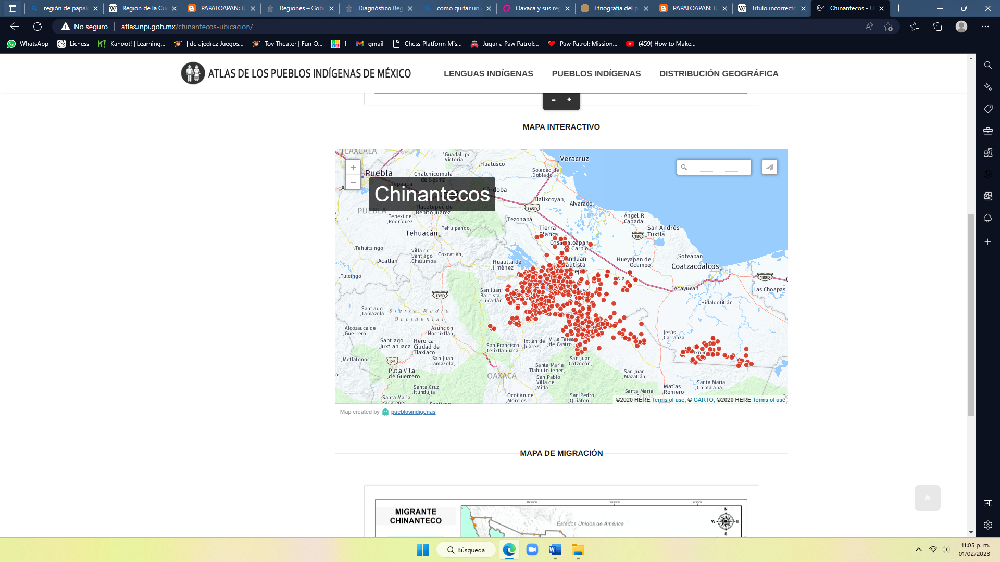 región de papal
Región de la Cu
PAPALOAPAN: U
Regiones – Gobi
Diagnóstico Reg
como quitar un
Oaxaca y sus reg
Etnografía del p
PAPALOAPAN: U
Título incorrecto
Chinantecos - U
No seguro
atlas.inpi.gob.mx/chinantecos-ubicacion/
WhatsApp
Lichess
Kahoot! | Learning...
| de ajedrez Juegos...
Toy Theater | Fun O...
1
gmail
Chess Platform Mis...
Jugar a Paw Patrol:...
Paw Patrol: Mission...
(459) How to Make...
ATLAS DE LOS PUEBLOS INDÍGENAS DE MÉXICO
LENGUAS INDÍGENAS
PUEBLOS INDÍGENAS
DISTRIBUCIÓN GEOGRÁFICA
MAPA INTERACTIVO
TLAXCALA
Guadalupe
Victoria
Veracruz
Huatusco
Soledad de
Doblado
Puebla
Chalchicomula
de Sesma
Tepeaca
Chinantecos
Córdoba
Tlalixcoyan
Alvarado
145D
PUEBLA
Tlacotepec de
Benito Juárez
Tepexi de
Rodríguez
Tezonapa
Ángel R
Cabada
Tehuacán
Tehuipango
Tierra
Blanca
San Andrés
Tuxtla
180
Cosamaloapan
Carpio
Tehuitzingo
Acatlán
Villa de
Santiago
Chazumba
Coxcatlán
Huautla de
Jiménez
San Juan
Bautista
Hueyapan de
Ocampo
Soteapan
Coatzacoalcos
Tulcingo
180D
Isla
Acayucan
Las Choapas
135D
San Juan
Bautista
Cuicatlán
Hidalgotitlán
Santiago
Tamazola
Sierra Madre
Occidental
Alcozauca de
Guerrero
Asunción
Nochixtlán
Jesús
Carranza
Santiago
Juxtlahuaca
Heroica
Ciudad de
Tlaxiaco
San Francisco
Telixtlahuaca
Ixtlán de
Juárez
Villa Talea
de Castro
Metlatonoc
125
San Juan
Tamazola
San Juan
Cotzocón
Putla Villa
de Guerrero
OAXACA
Santa María
Tlahuitoltepec
San Pablo
Villa de
Mitla
San Juan
Mazatlán
Santa María
Chimalapa
Matías
Romero
Santa Cruz
Itundujia
Santa María
Zacatepec
Santiago
Ocotlán de
Morelos
San Pedro
Quiatoni
Santa María
©2020 HERE Terms of use, © CARTO, ©2020 HERE Terms of use
Map created by pueblosindigenas
MAPA DE MIGRACIÓN
MIGRANTE
CHINANTECO
Estados Unidos de América
N
W E
S
Búsqueda
11:05 p. m.
01/02/2023